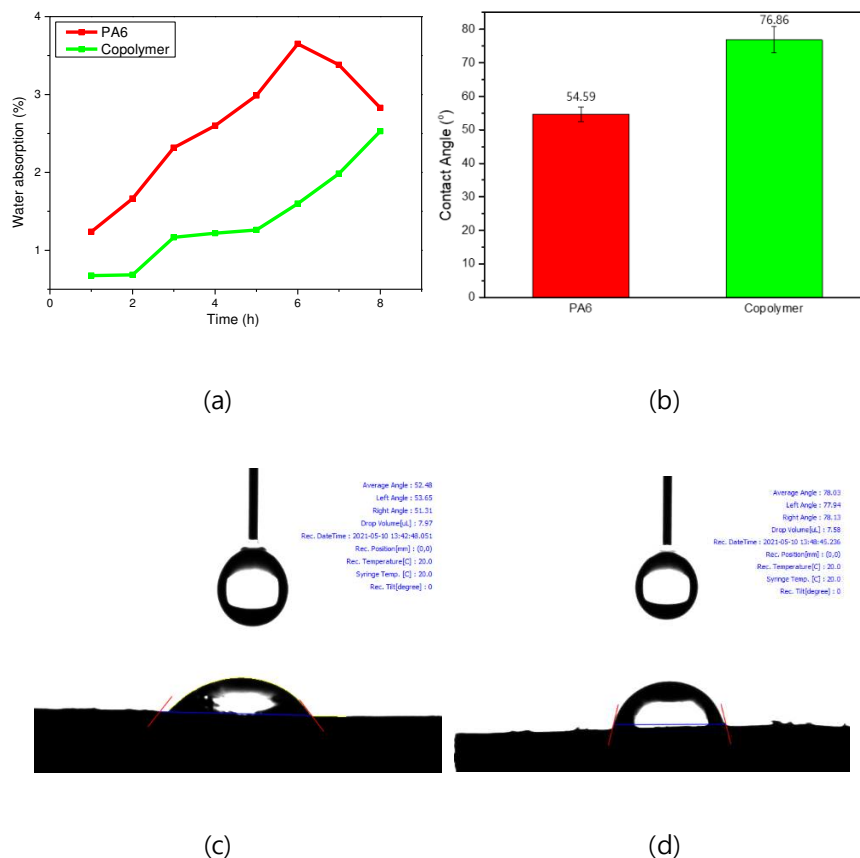 4
3
2
1
0
2
4
6
8
Water absorption (%)
Time (h)
PA6
Copolymer
(a)
80
70
60
50
40
30
20
10
0
Contact Angle (°)
54.59
76.86
PA6
Copolymer
(b)
Average Angle : 52.48
Left Angle : 53.65
Right Angle : 51.31
Drop Volume[uL] : 7.97
Rec. DateTime : 2021-05-10 13:42:48.051
Rec. Position[mm] : (0,0)
Rec. Temperature[C] : 20.0
Syringe Temp. [C] : 20.0
Rec. Tilt[degree] : 0
(c)
Average Angle : 78.03
Left Angle : 77.94
Right Angle : 78.13
Drop Volume[uL] : 7.58
Rec. DateTime : 2021-05-10 13:48:45.236
Rec. Position[mm] : (0,0)
Rec. Temperature[C] : 20.0
Syringe Temp. [C] : 20.0
Rec. Tilt[degree] : 0
(d)